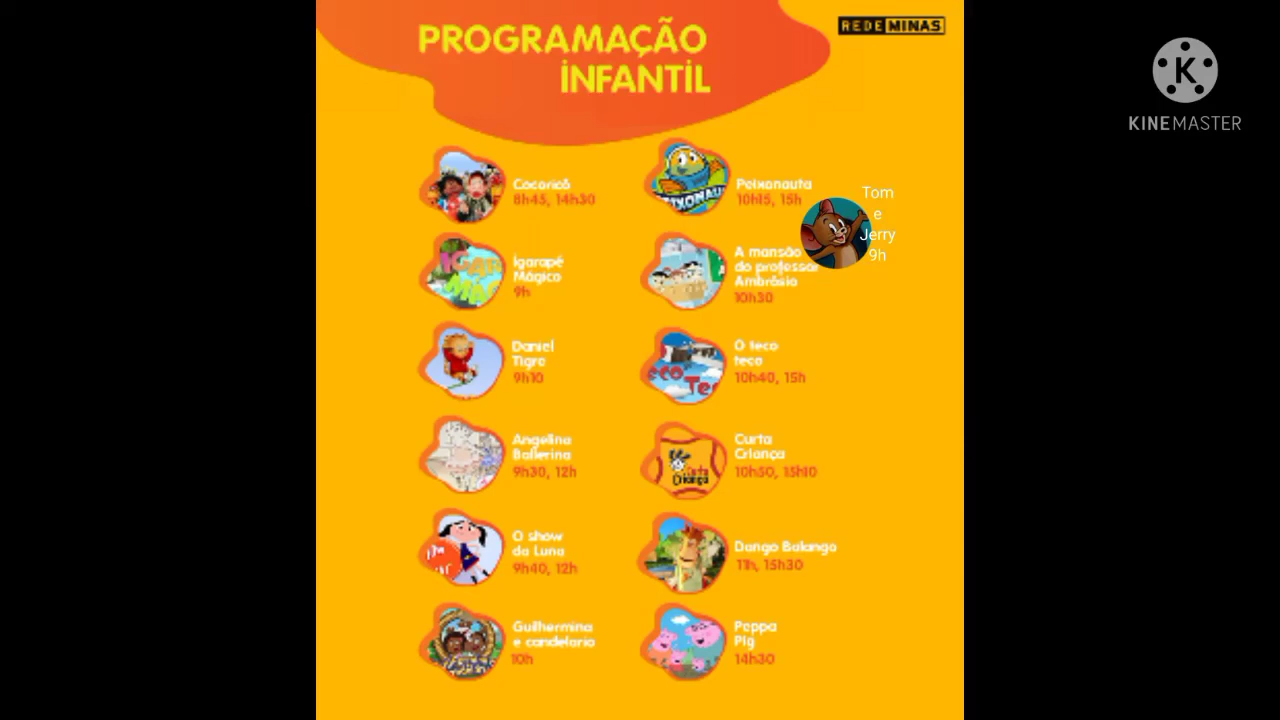 PROGRAMAÇÃO
İNFANTİL
REDE MINAS
K
KINEMASTER
Cocoricó
8h45, 14h30
Igarapé
Mágico
9h
Daniel
Tigre
9h10
Angelina
Ballerina
9h30, 12h
O show
da Luna
9h40, 12h
Guilhermina
e candelario
10h
Peixonauta
10h15, 15h
Tom
e
Jerry
9h
A mansão
do professor
Ambrósio
10h30
O teco
teco
10h40, 15h
Curta
Criança
10h50, 15h10
Dango Balango
11h, 15h30
Peppa
Pig
14h30